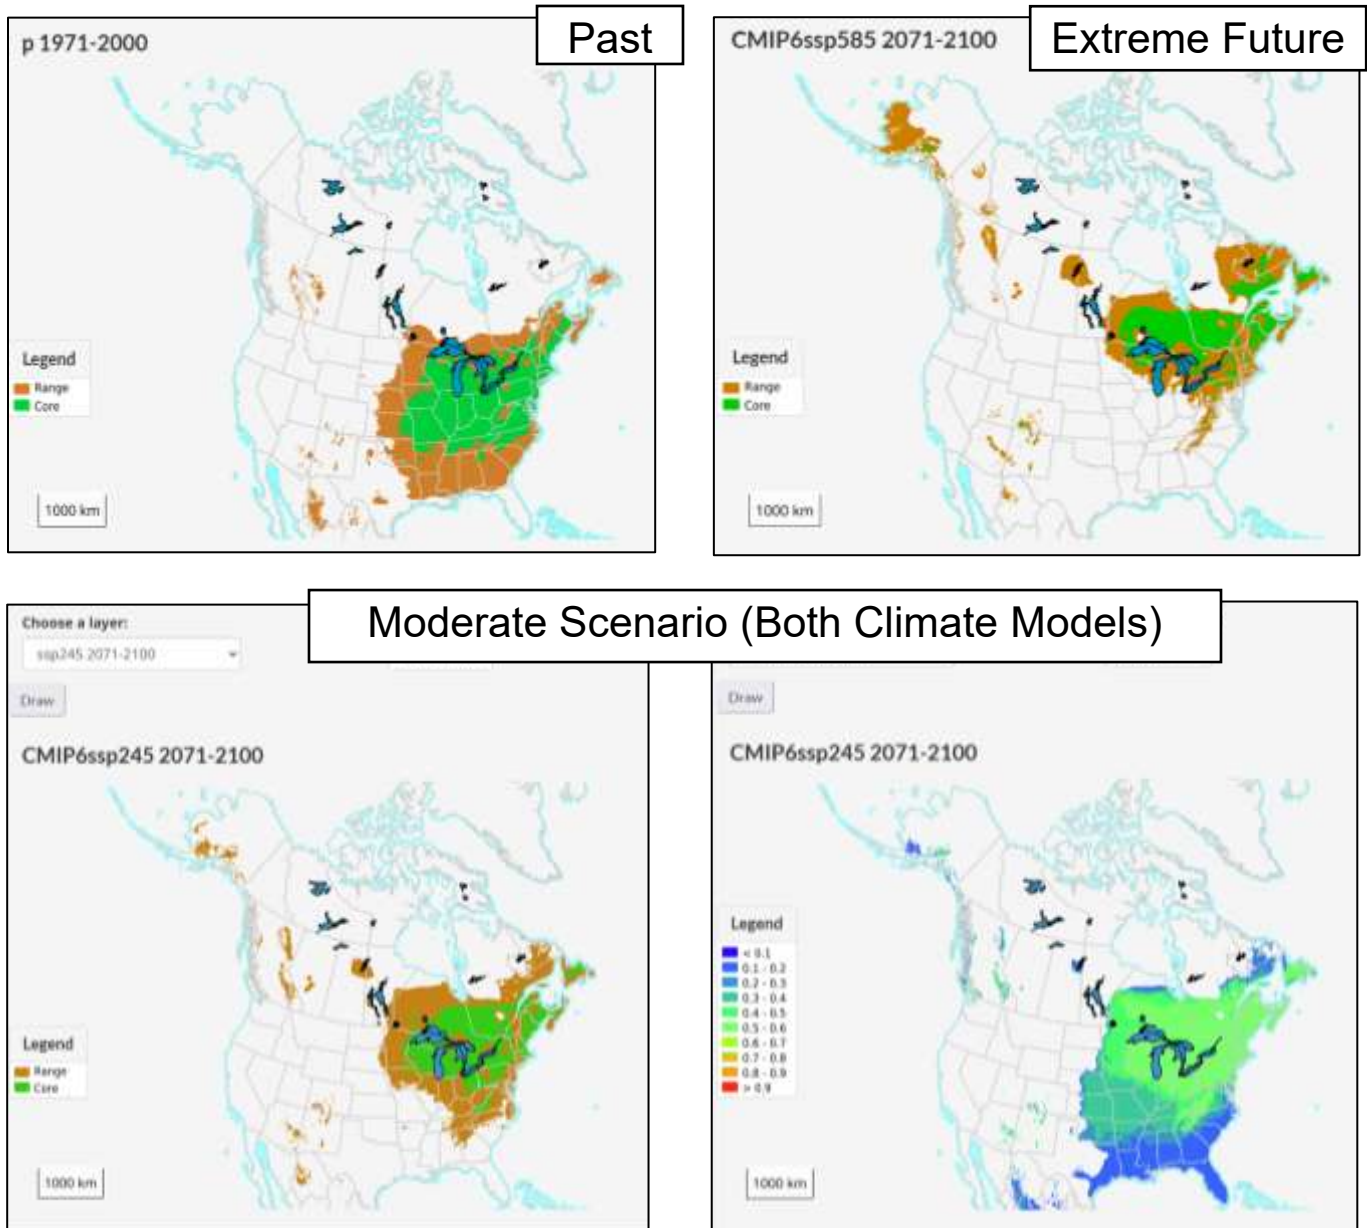 p 1971-2000
Past
Legend
Range
Core
1000 km
CMIP6ssp585 2071-2100
Extreme Future
Legend
Range
Core
1000 km
Moderate Scenario (Both Climate Models)
Choose a layer:
ssp245 2071-2100
Draw
CMIP6ssp245 2071-2100
Legend
Range
Core
1000 km
Draw
CMIP6ssp245 2071-2100
Legend
< 0.1
0.1 - 0.2
0.2 - 0.3
0.3 - 0.4
0.4 - 0.5
0.5 - 0.6
0.6 - 0.7
0.7 - 0.8
0.8 - 0.9
> 0.9
1000 km